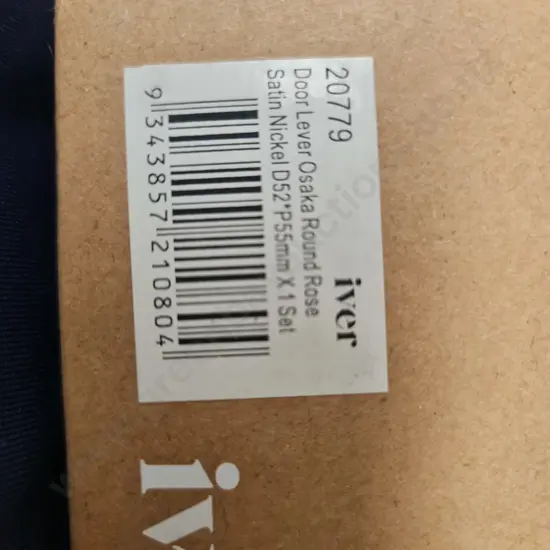 20779
Door Lever Osaka Round Rose
Satin Nickel D52*P55mm X 1 Set
iver
9 343857 210804
iv